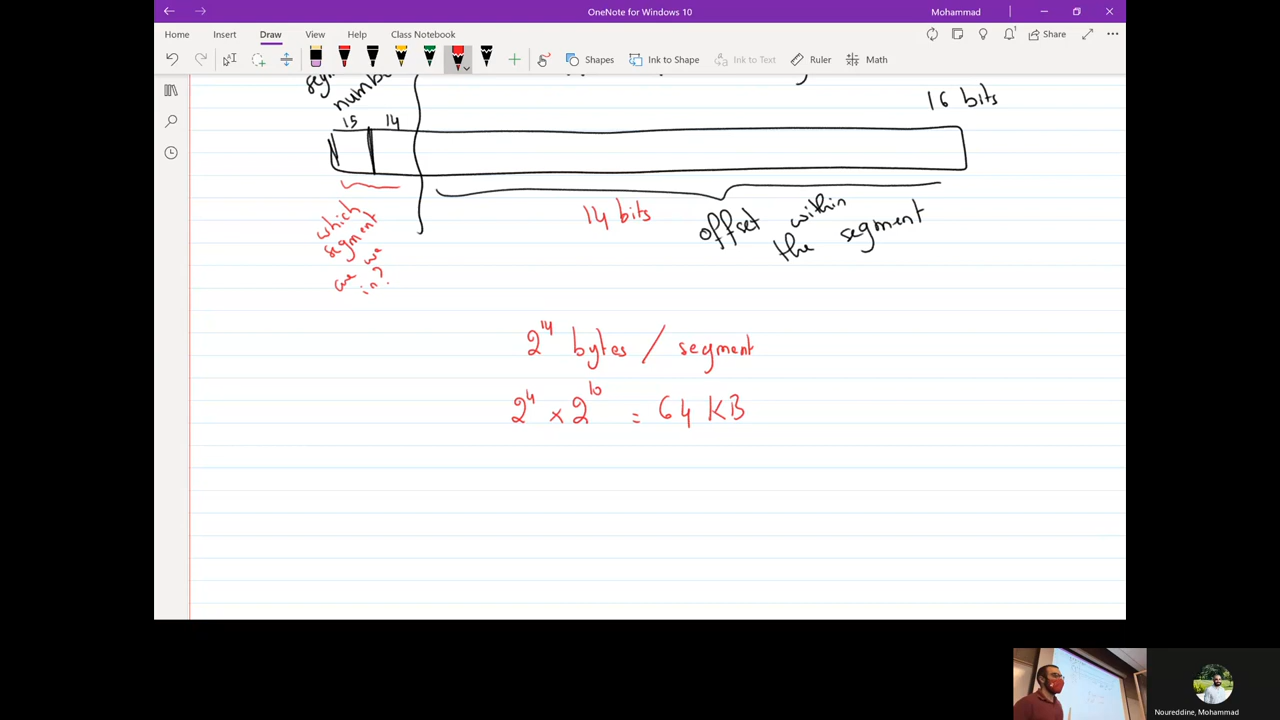 OneNote for Windows 10
Mohammad
Home Insert Draw View Help Class Notebook
Share
Shapes Ink to Shape Ink to Text Ruler Math
number
16 bits
15 14
14 bits
offset within
the segment
which
segment
we
are
in?
2^14 bytes / segment
2^4 × 2^10 = 64 KB
Noureddine, Mohammad